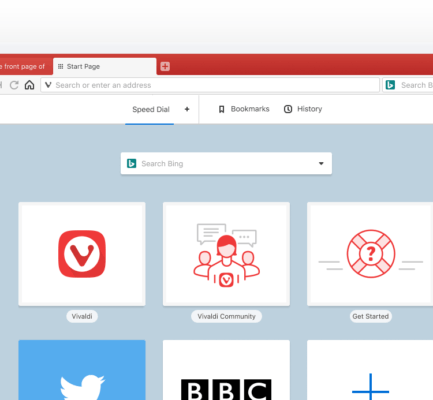 front page of
Start Page
Search or enter an address
Search B
Speed Dial
Bookmarks
History
Search Bing
Vivaldi
Vivaldi Community
?
Get Started
BBC